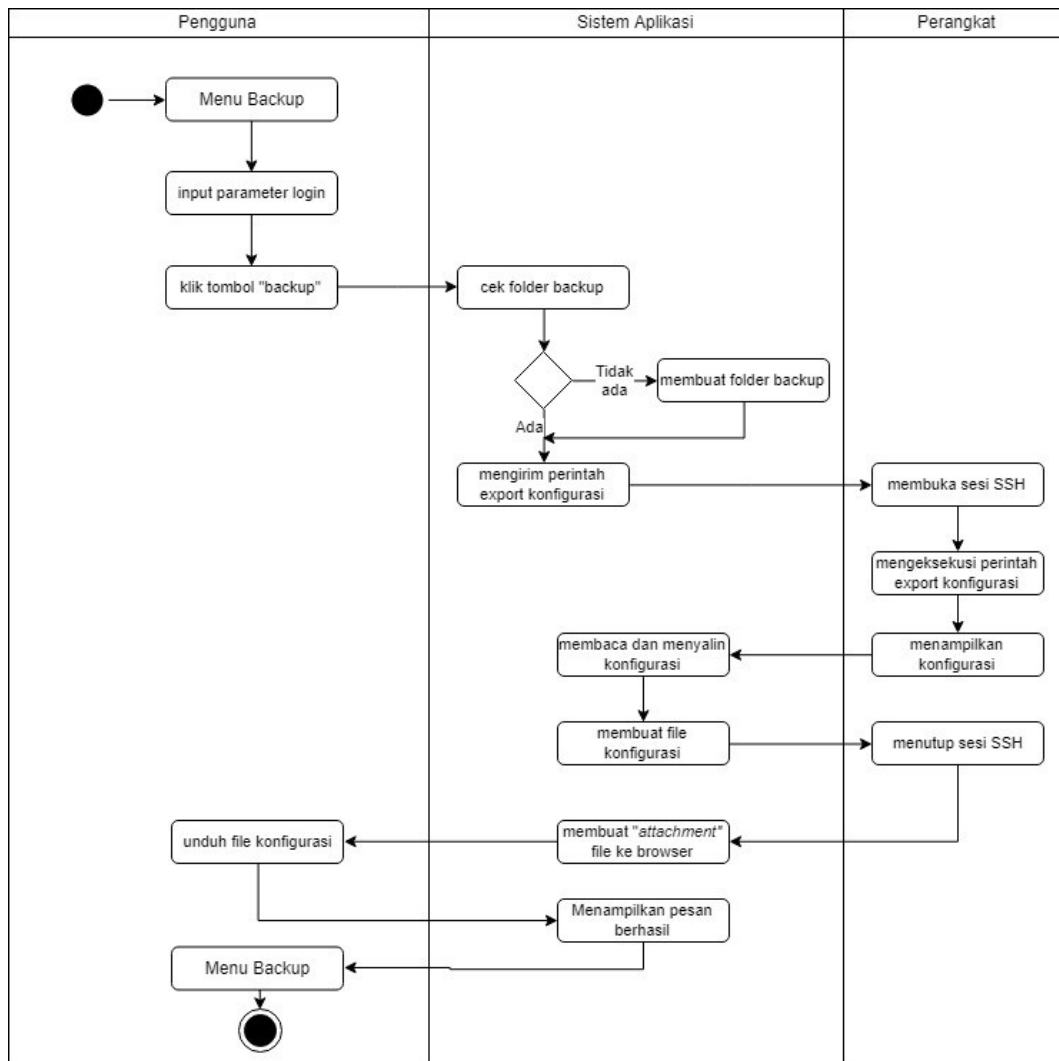 Pengguna
Sistem Aplikasi
Perangkat
Menu Backup
input parameter login
klik tombol "backup"
cek folder backup
Tidak
ada
membuat folder backup
Ada
mengirim perintah
export konfigurasi
membuka sesi SSH
mengeksekusi perintah
export konfigurasi
menampilkan
konfigurasi
membaca dan menyalin
konfigurasi
membuat file
konfigurasi
menutup sesi SSH
membuat "attachment"
file ke browser
unduh file konfigurasi
Menampilkan pesan
berhasil
Menu Backup